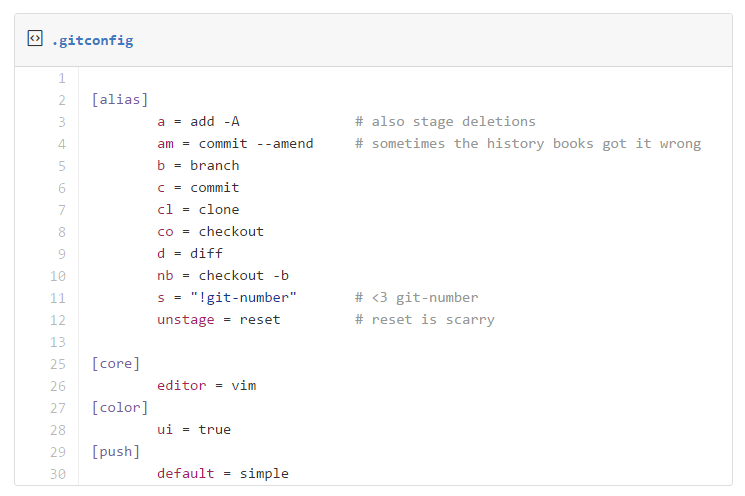 .gitconfig
1
2 [alias]
3 a = add -A # also stage deletions
4 am = commit --amend # sometimes the history books got it wrong
5 b = branch
6 c = commit
7 cl = clone
8 co = checkout
9 d = diff
10 nb = checkout -b
11 s = "!git-number" # <3 git-number
12 unstage = reset # reset is scarry
13
25 [core]
26 editor = vim
27 [color]
28 ui = true
29 [push]
30 default = simple